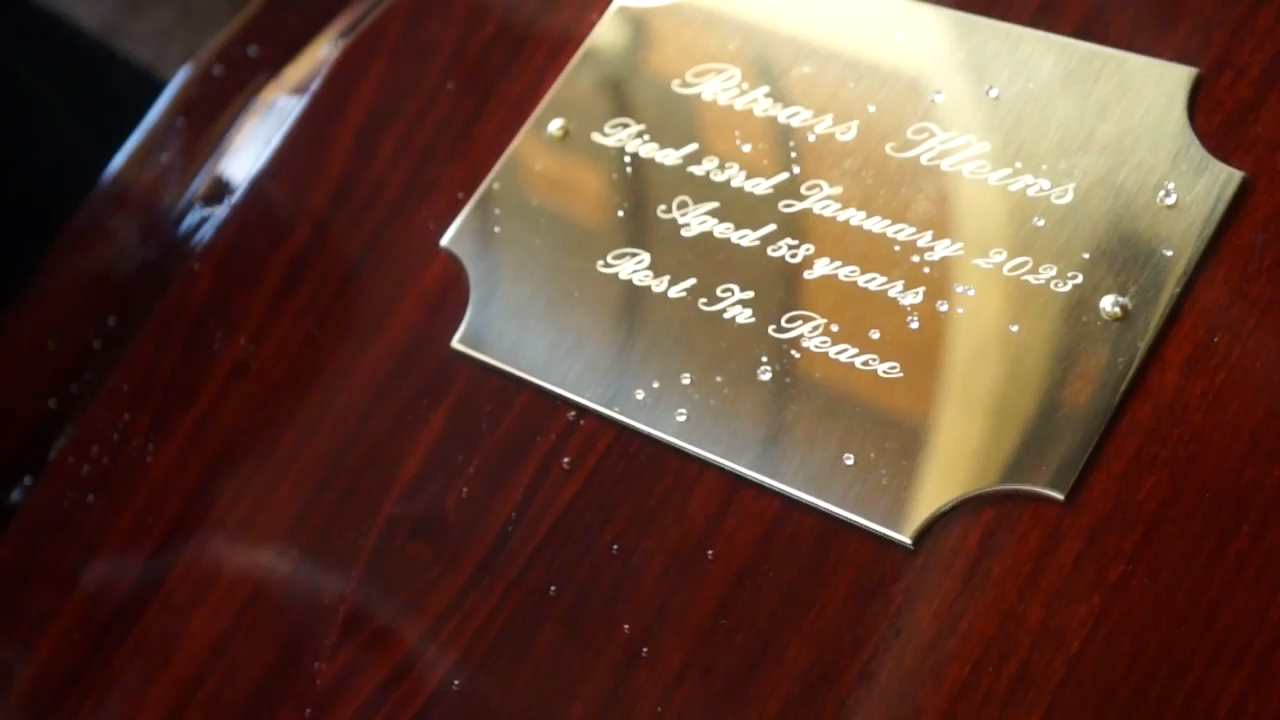 Ritvars Kleins
Died 23rd January 2023
Aged 58 years
Rest In Peace